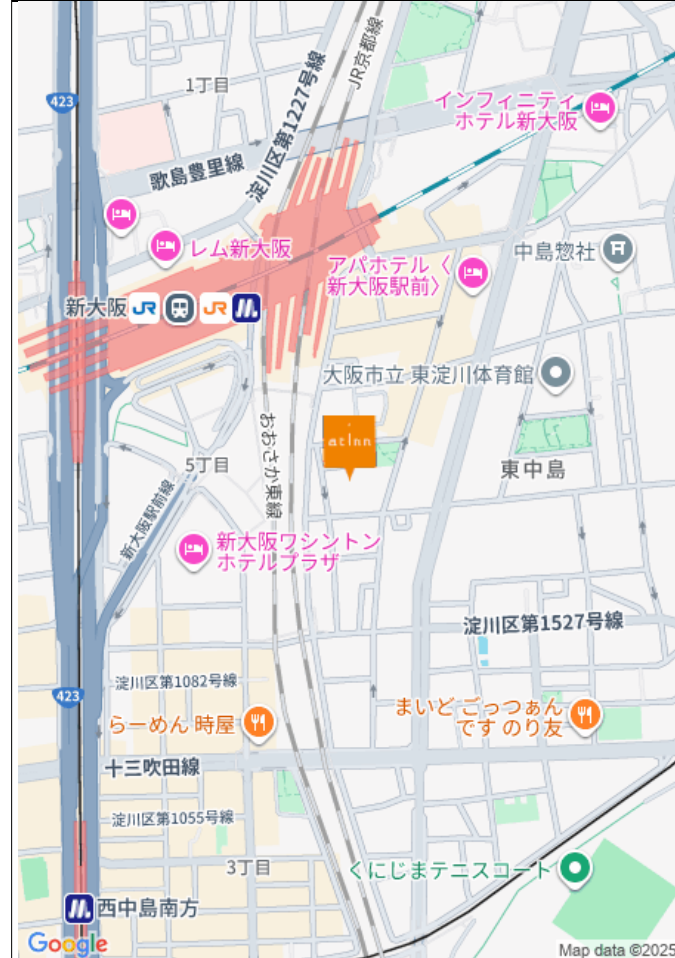 423
1丁目
淀川区第1227号線
JR京都線
インフィニティ
ホテル新大阪
歌島豊里線
レム新大阪
アパホテル〈
新大阪駅前〉
中島惣社
新大阪
JR
JR
大阪市立 東淀川体育館
おおさか東線
at Inn
5丁目
東中島
新大阪駅前線
新大阪ワシントン
ホテルプラザ
淀川区第1527号線
淀川区第1082号線
423
らーめん 時屋
まいど ごっつぁん
です のり友
十三吹田線
淀川区第1055号線
3丁目
くにじまテニスコート
西中島南方
Google
Map data ©2025